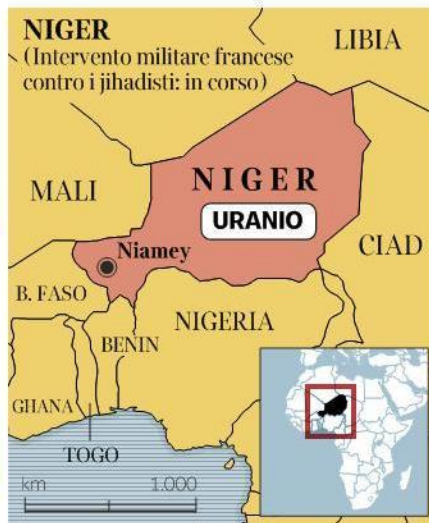 NIGER
(Intervento militare francese
contro i jihadisti: in corso)
LIBIA
MALI
NIGER
URANIO
CIAD
Niamey
B. FASO
NIGERIA
BENIN
GHANA
TOGO
km 1.000